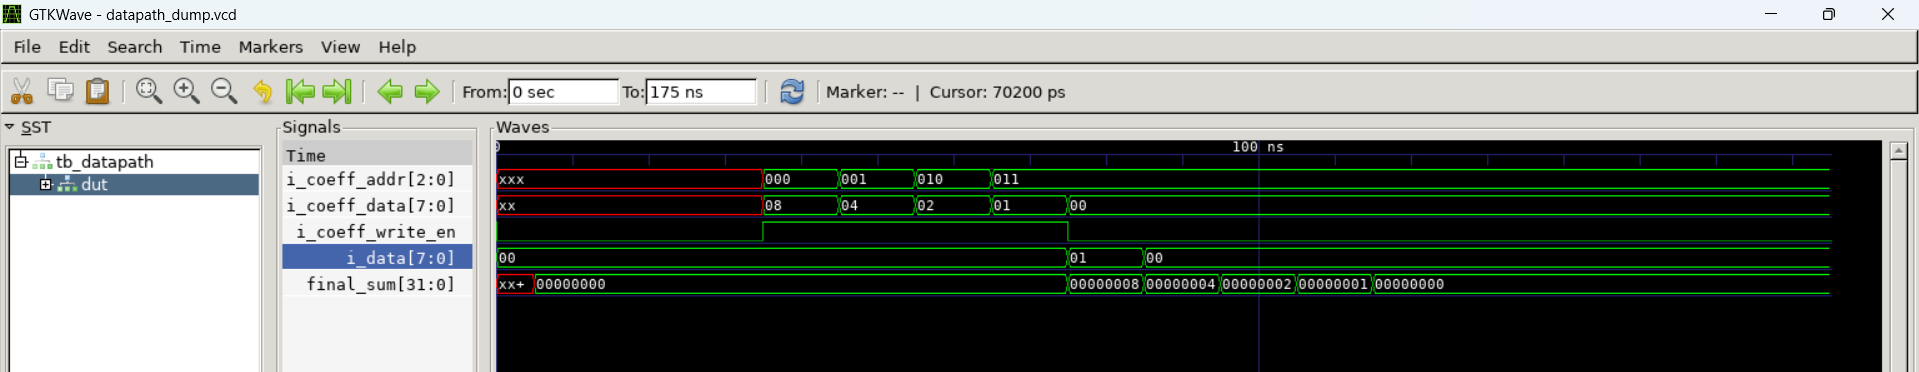 GTKWave - datapath_dump.vcd
File Edit Search Time Markers View Help
From: 0 sec To: 175 ns Marker: -- | Cursor: 70200 ps
SST Signals Waves
0 100 ns
tb_datapath Time
dut i_coeff_addr[2:0] xxx 000 001 010 011
i_coeff_data[7:0] xx 08 04 02 01 00
i_coeff_write_en
i_data[7:0] 00 01 00
final_sum[31:0] xx+ 00000000 00000008 00000004 00000002 00000001 00000000